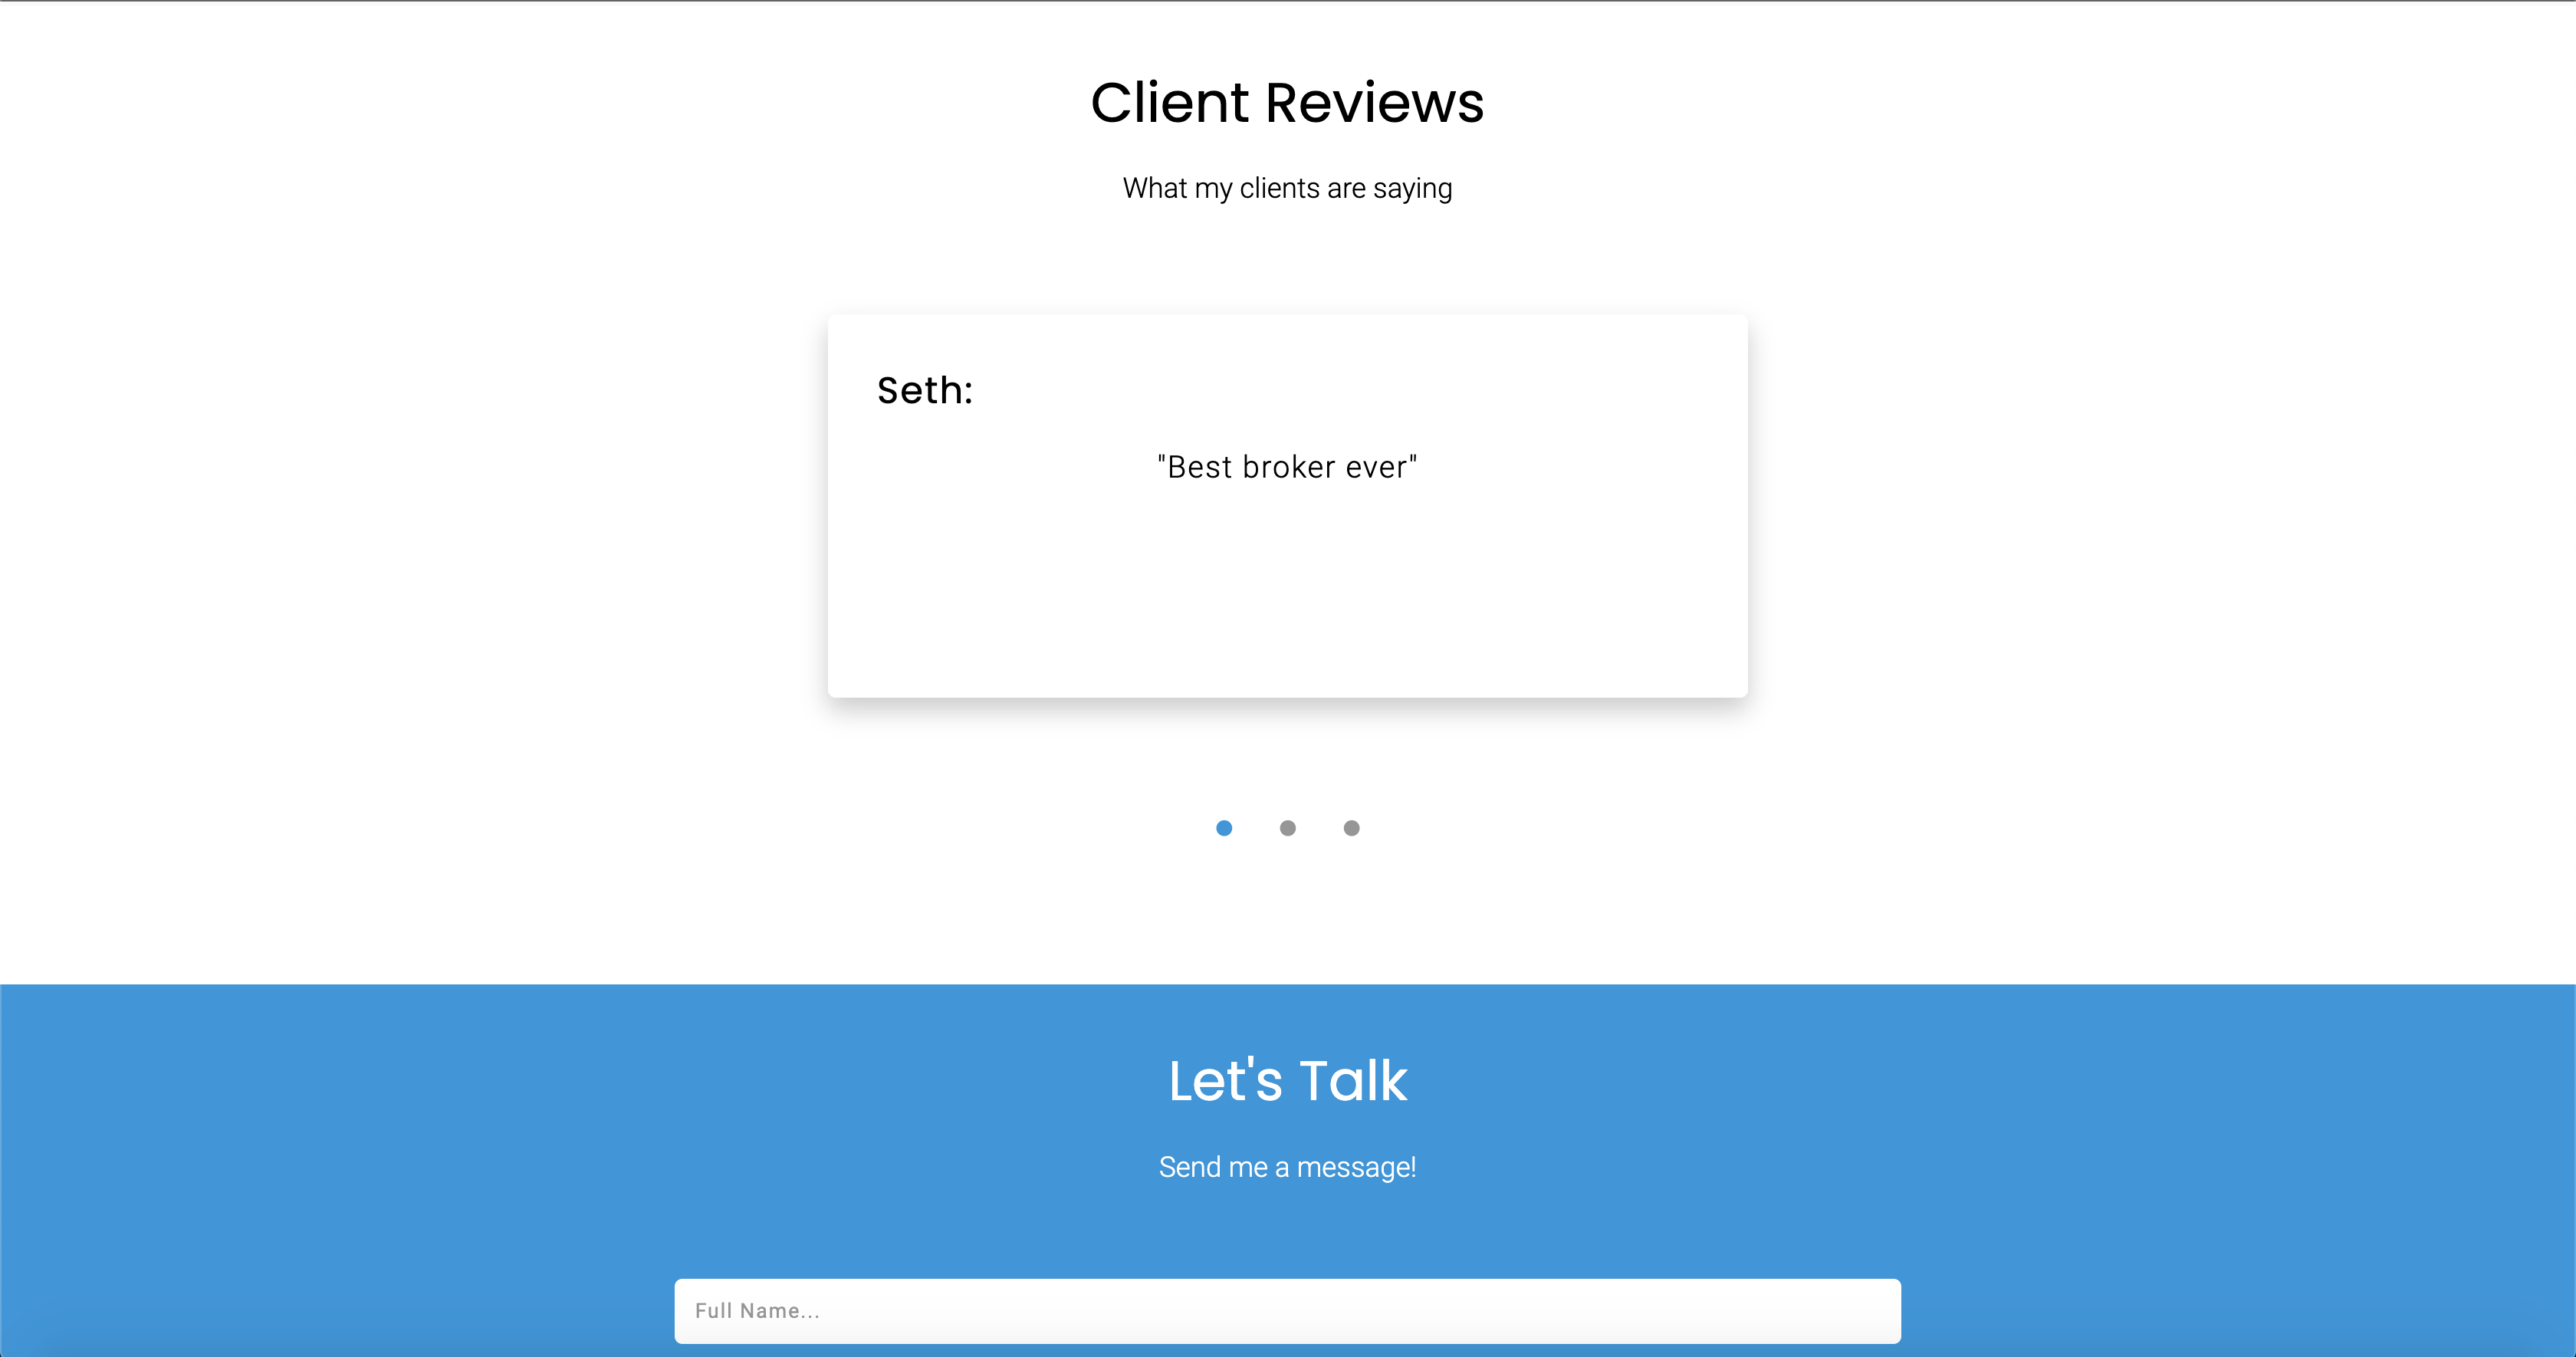 Client Reviews
What my clients are saying
Seth:
"Best broker ever"
Let's Talk
Send me a message!
Full Name...